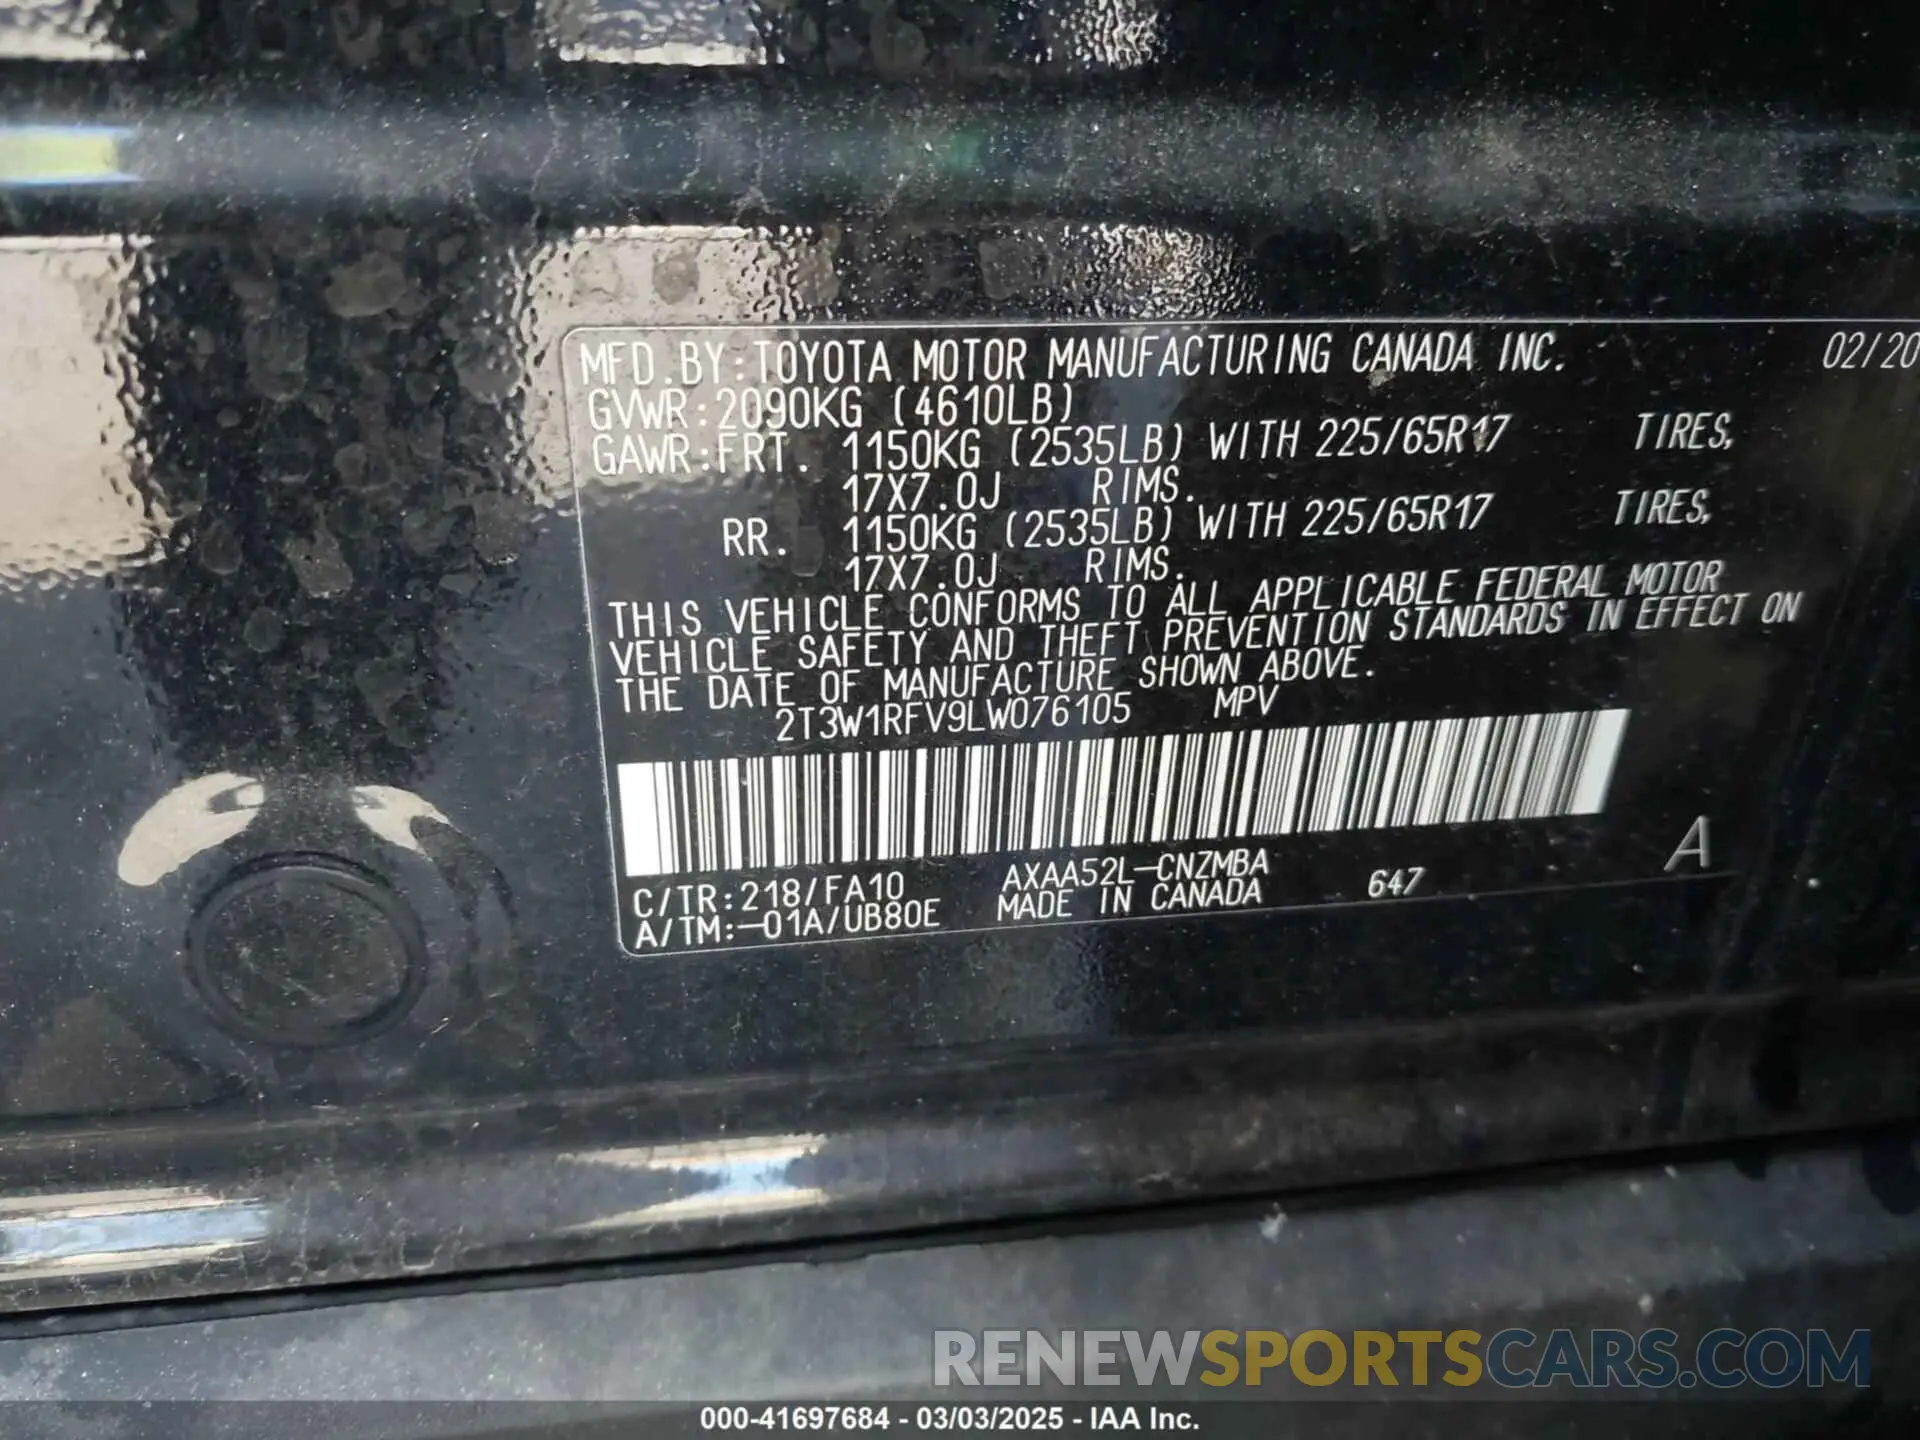 MFD.BY:TOYOTA MOTOR MANUFACTURING CANADA INC. 02/20
GVWR:2090KG (4610LB)
GAWR:FRT. 1150KG (2535LB) WITH 225/65R17 TIRES,
17X7.0J RIMS.
RR. 1150KG (2535LB) WITH 225/65R17 TIRES,
17X7.0J RIMS.
THIS VEHICLE CONFORMS TO ALL APPLICABLE FEDERAL MOTOR
VEHICLE SAFETY AND THEFT PREVENTION STANDARDS IN EFFECT ON
THE DATE OF MANUFACTURE SHOWN ABOVE.
2T3W1RFV9LW076105 MPV
A
C/TR:218/FA10 AXAA52L-CNZMBA 647
A/TM:-01A/UB80E MADE IN CANADA
RENEWSPORTSCARS.COM
000-41697684 - 03/03/2025 - IAA Inc.